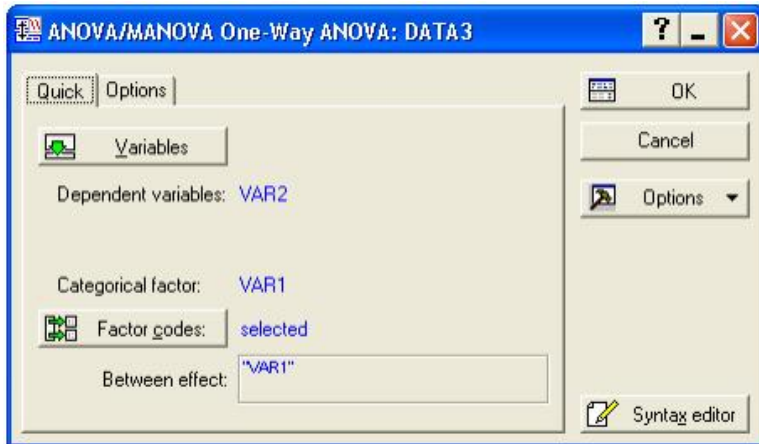 ANOVA/MANOVA One-Way ANOVA: DATA3
Quick
Options
Variables
Dependent variables: VAR2
Categorical factor: VAR1
Factor codes: selected
Between effect: "VAR1"
OK
Cancel
Options
Syntax editor